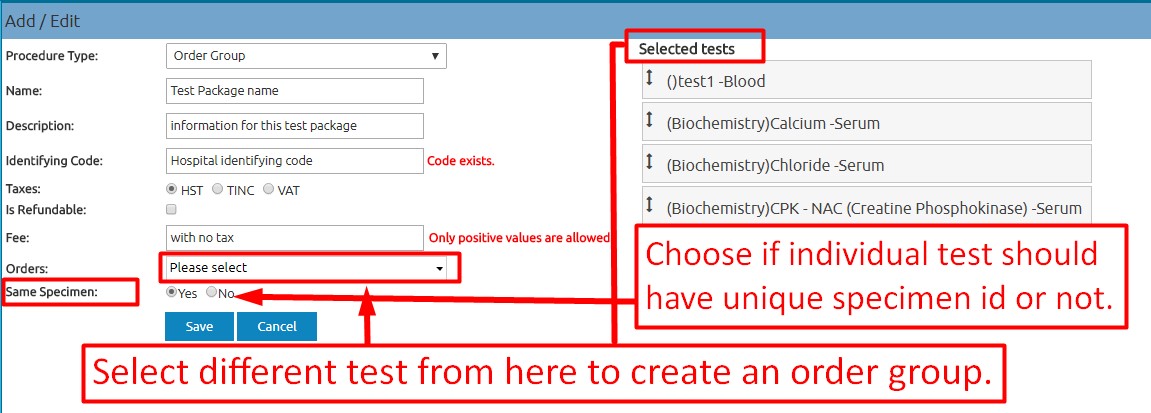 Add / Edit
Procedure Type: Order Group
Name: Test Package name
Description: information for this test package
Identifying Code: Hospital identifying code Code exists.
Taxes: HST TINC VAT
Is Refundable:
Fee: with no tax Only positive values are allowed
Orders: Please select
Same Specimen: Yes No
Save Cancel
Selected tests
()test1 -Blood
(Biochemistry)Calcium -Serum
(Biochemistry)Chloride -Serum
(Biochemistry)CPK - NAC (Creatine Phosphokinase) -Serum
Choose if individual test should
have unique specimen id or not.
Select different test from here to create an order group.